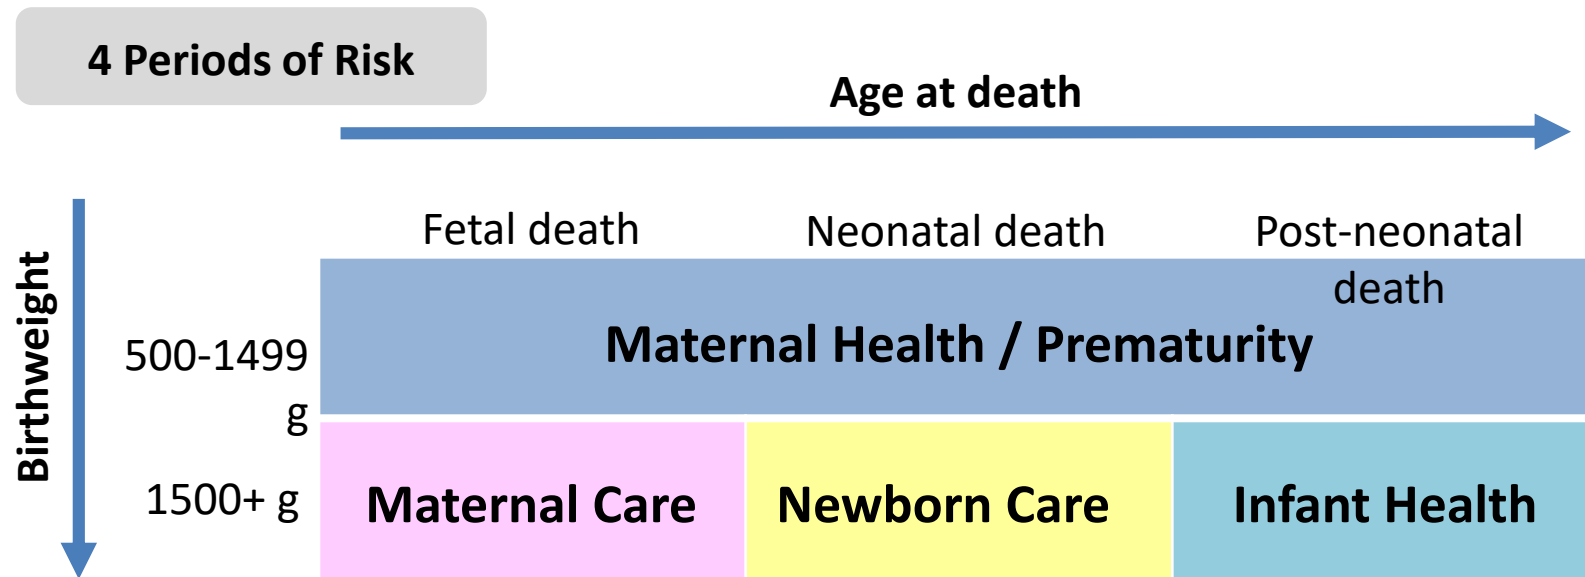 4 Periods of Risk
Age at death
Birthweight
Fetal death
Neonatal death
Post-neonatal
death
500-1499
g
Maternal Health / Prematurity
1500+ g
Maternal Care
Newborn Care
Infant Health